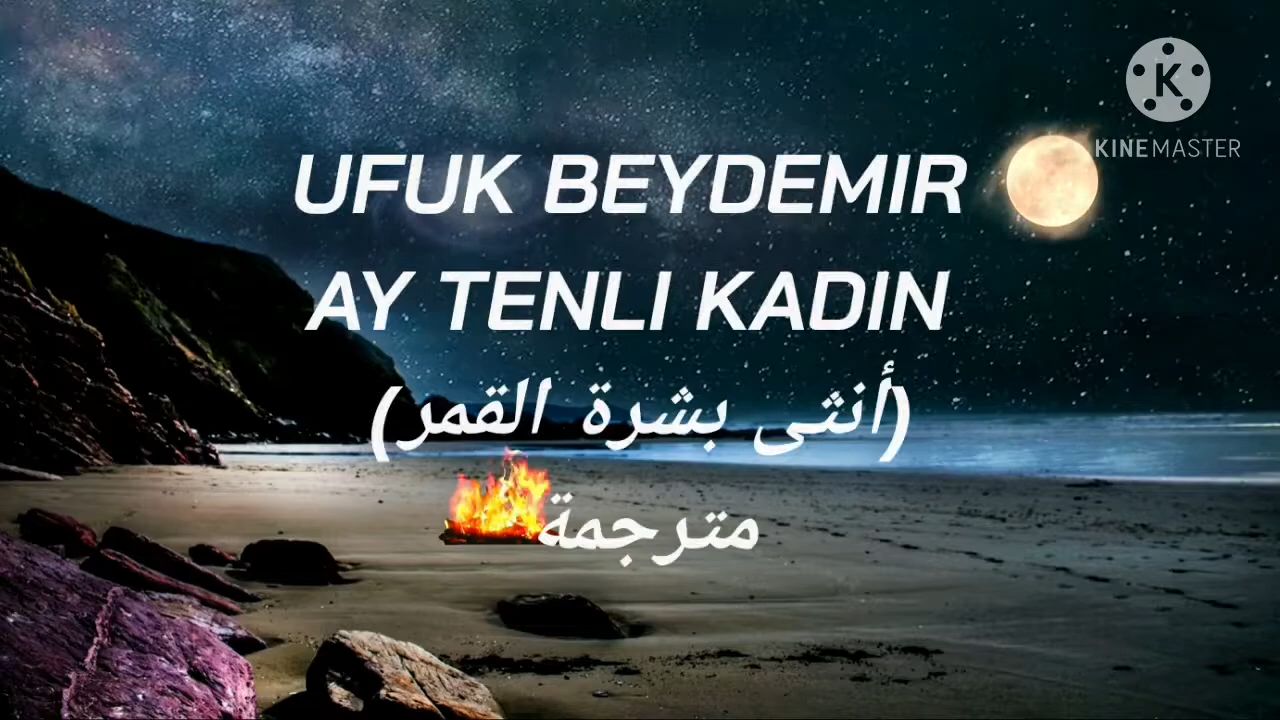 K
KINEMASTER
UFUK BEYDEMIR
AY TENLI KADIN
(أنثى بشرة القمر)
مترجمة